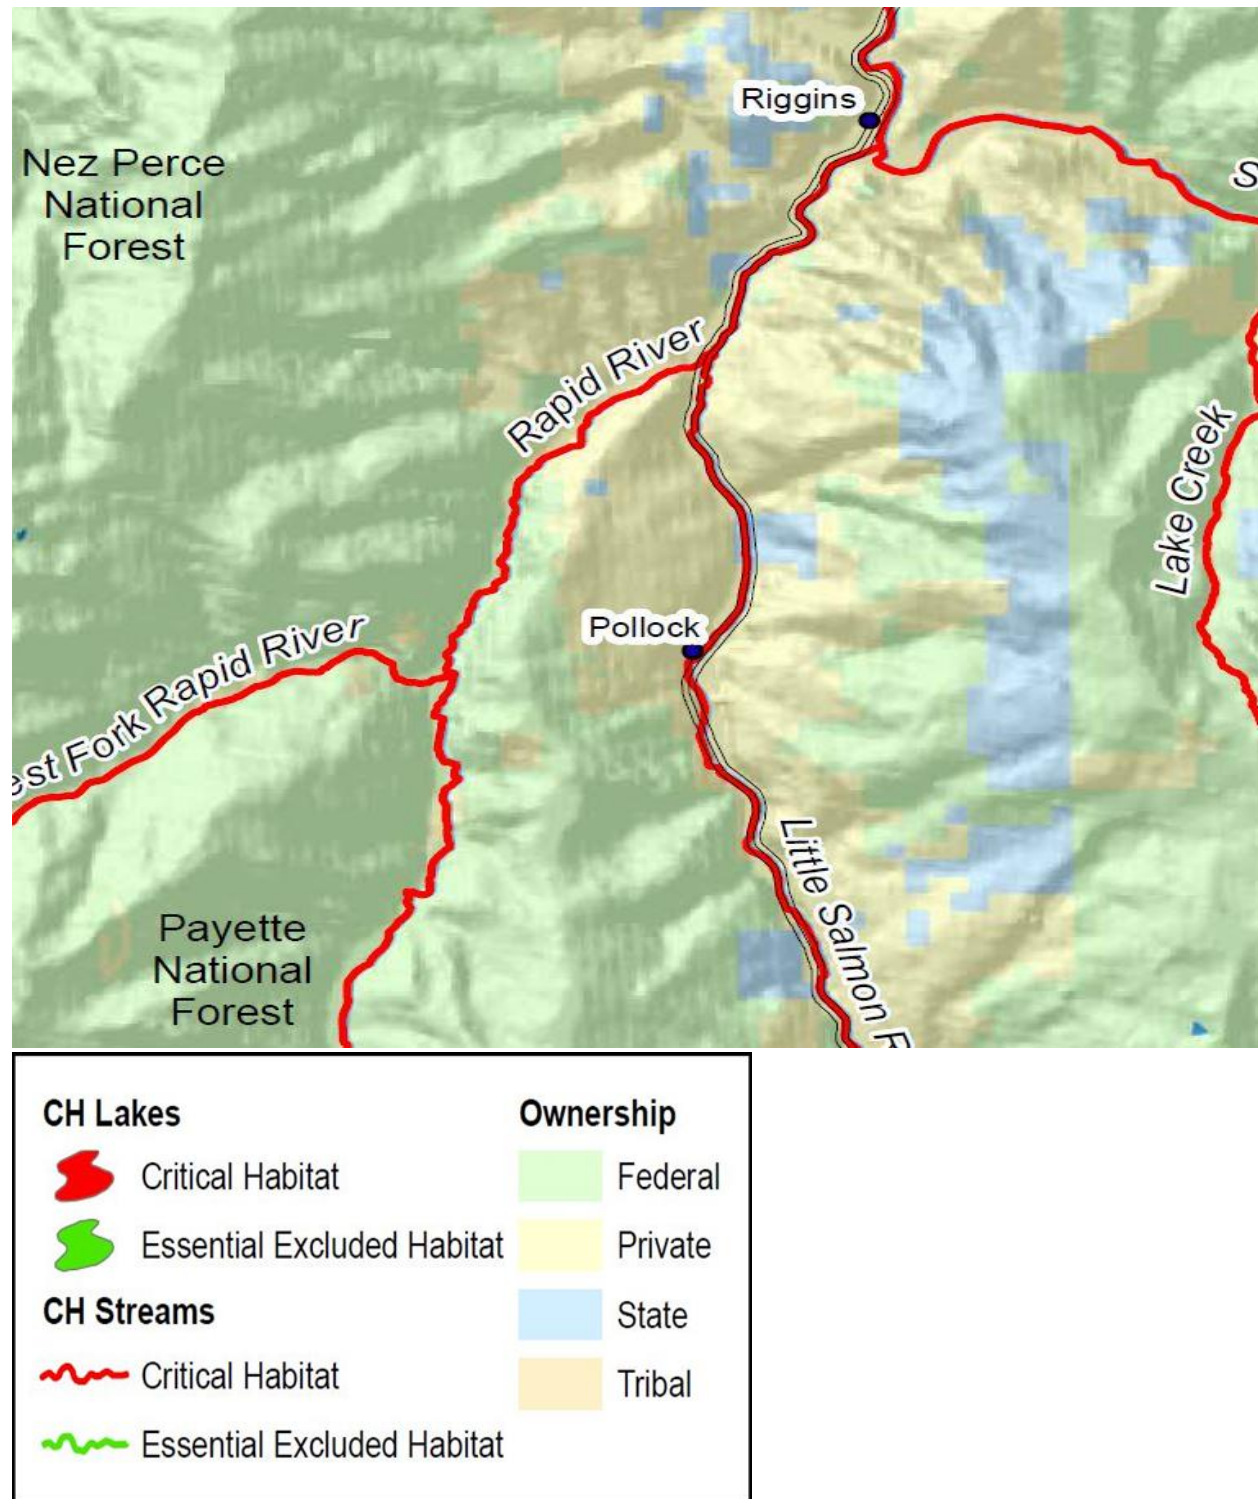 Riggins
Nez Perce
National
Forest
S
Rapid River
Lake Creek
Pollock
est Fork Rapid River
Little Salmon R
Payette
National
Forest
CH Lakes
Critical Habitat
Essential Excluded Habitat
CH Streams
Critical Habitat
Essential Excluded Habitat
Ownership
Federal
Private
State
Tribal